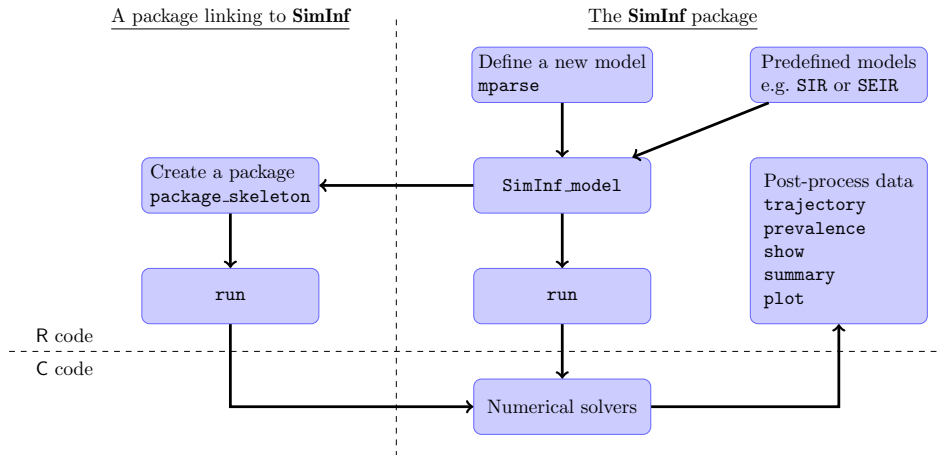 A package linking to SimInf
The SimInf package
Define a new model
mparse
Predefined models
e.g. SIR or SEIR
Create a package
package_skeleton
SimInf_model
Post-process data
trajectory
prevalence
show
summary
plot
run
run
R code
C code
Numerical solvers